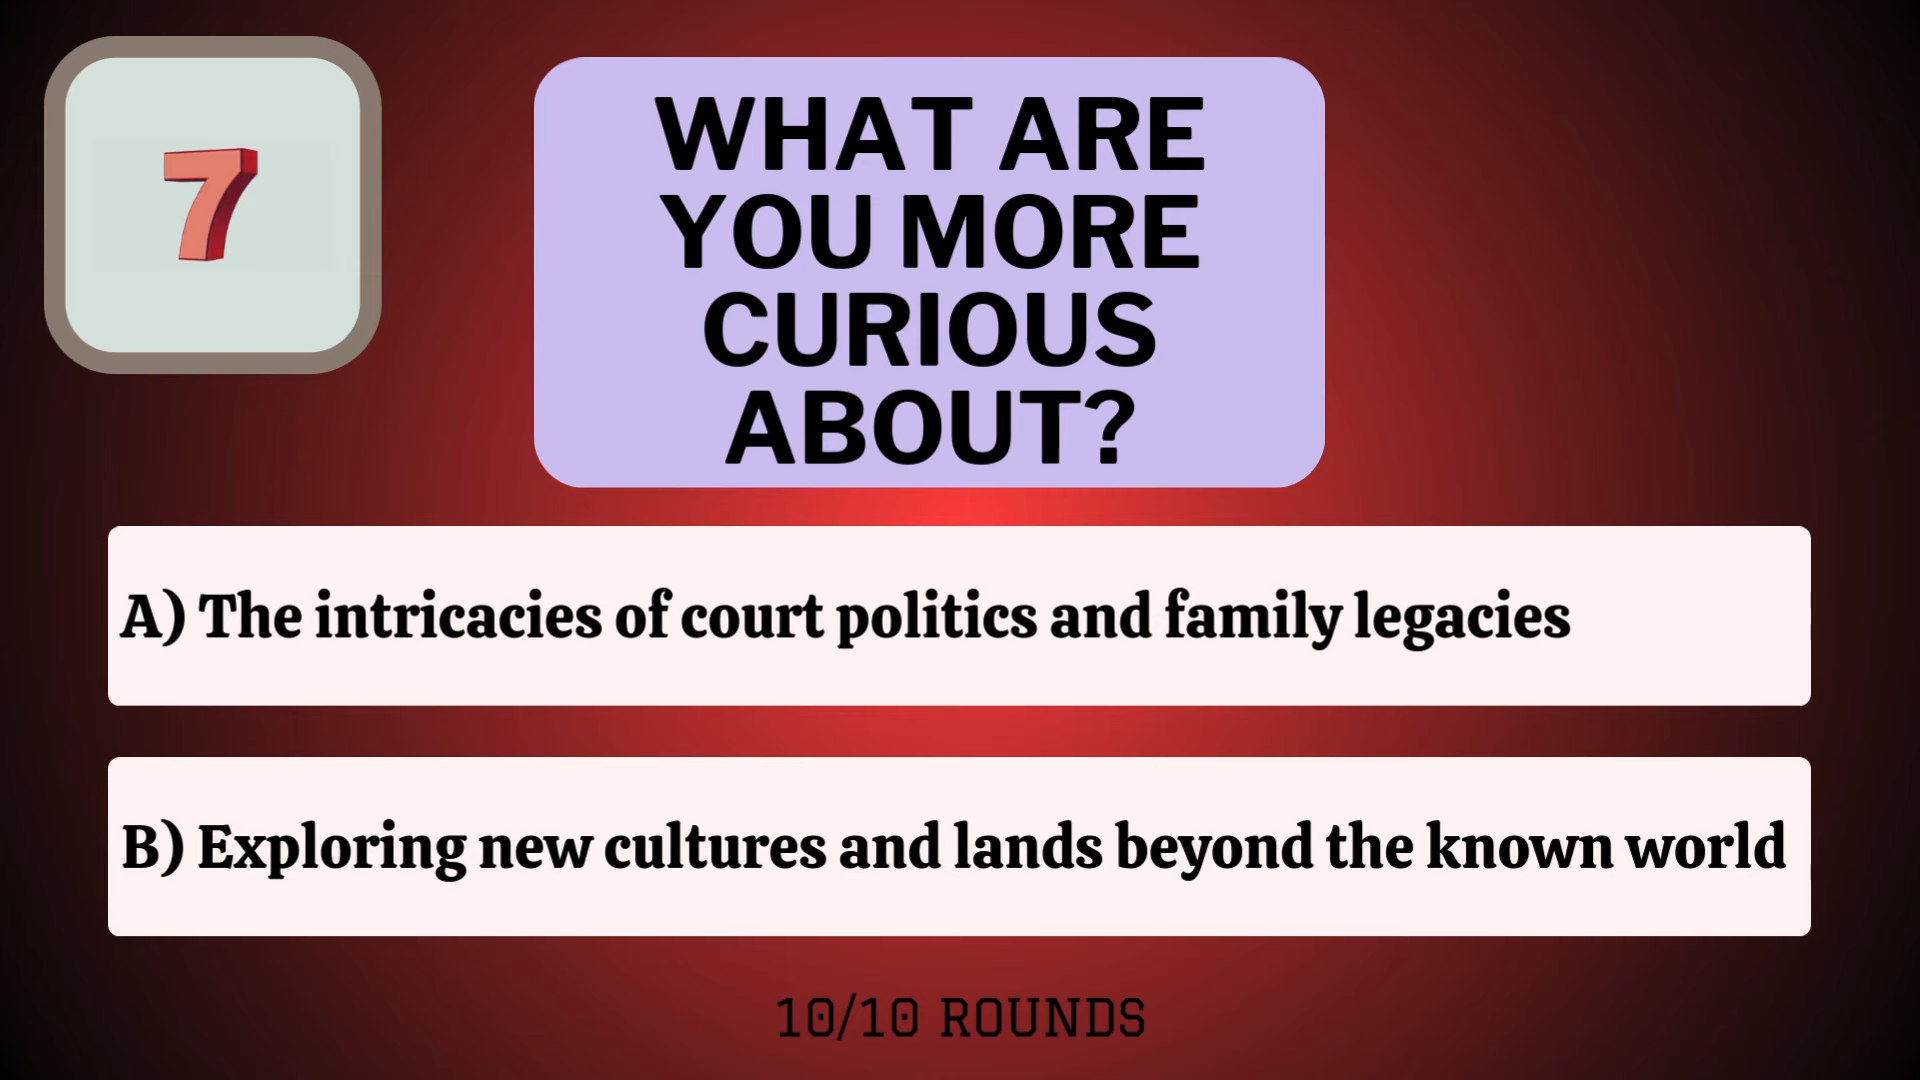 7
WHAT ARE
YOU MORE
CURIOUS
ABOUT?
A) The intricacies of court politics and family legacies
B) Exploring new cultures and lands beyond the known world
10/10 ROUNDS